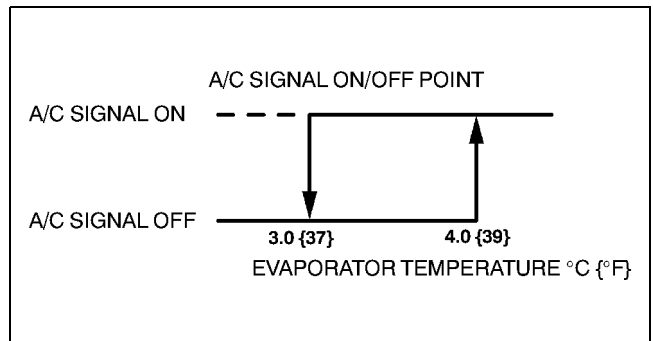 A/C SIGNAL ON/OFF POINT
A/C SIGNAL ON
A/C SIGNAL OFF
3.0 {37} 4.0 {39}
EVAPORATOR TEMPERATURE °C {°F}